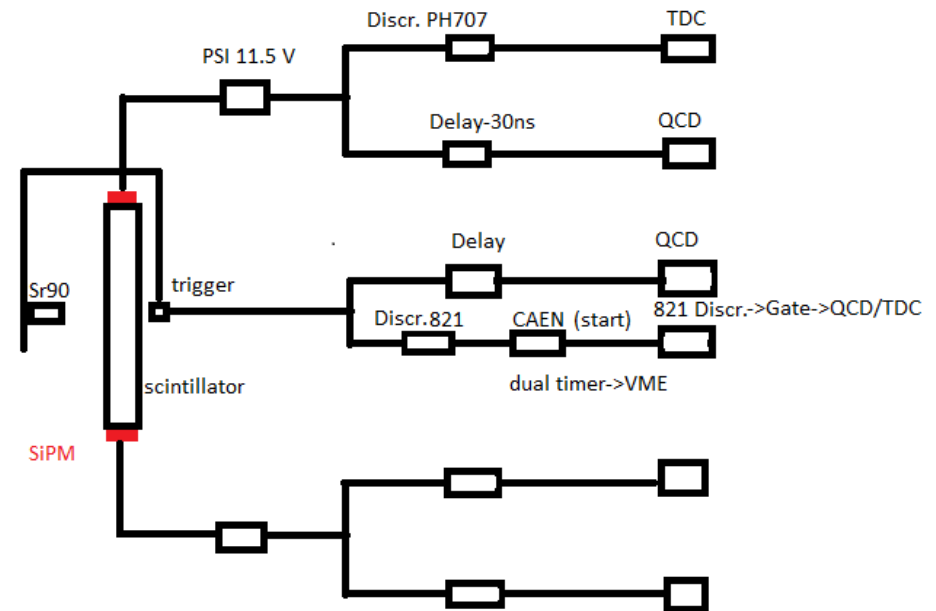 Discr. PH707
TDC
PSI 11.5 V
Delay-30ns
QCD
Delay
QCD
Sr90
trigger
821 Discr.->Gate->QCD/TDC
Discr.821
CAEN (start)
scintillator
dual timer->VME
SiPM